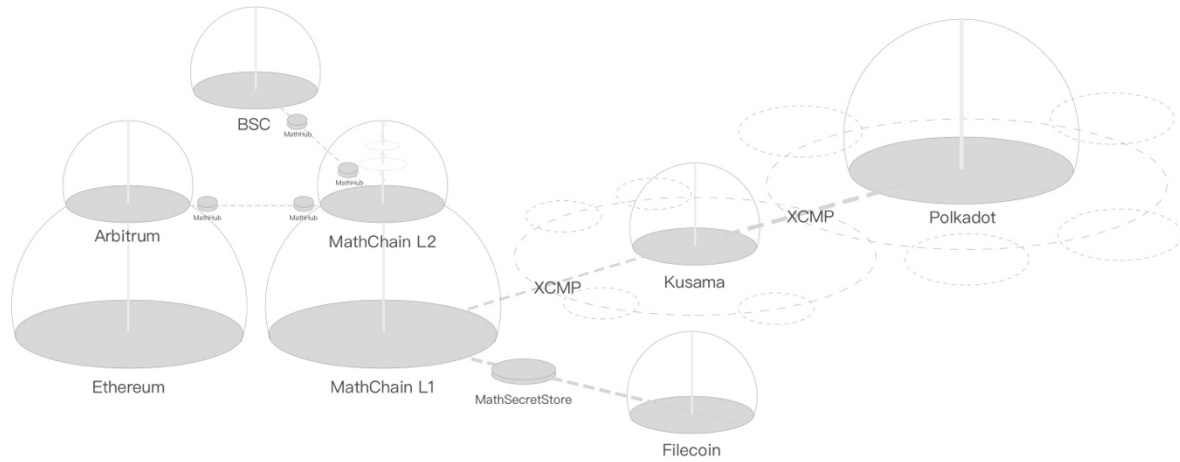 BSC
MathHub
MathHub
MathHub
MathHub
Arbitrum
MathChain L2
XCMP
Polkadot
XCMP
Kusama
Ethereum
MathChain L1
MathSecretStore
Filecoin